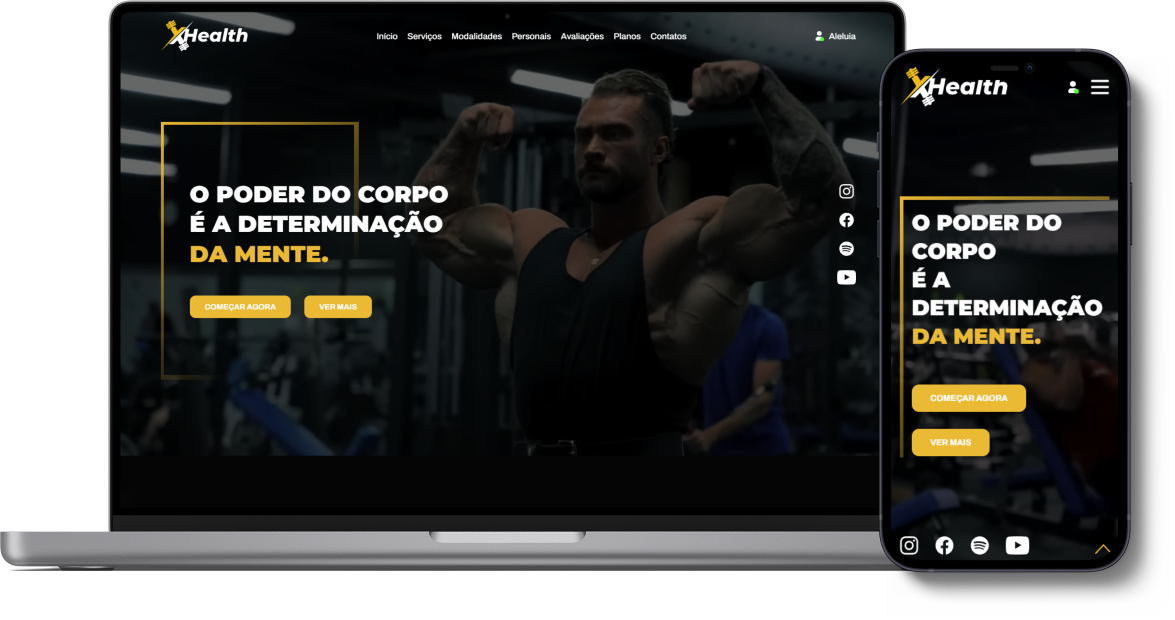 xHealth
Início Serviços Modalidades Personais Avaliações Planos Contatos
Aleluia
O PODER DO CORPO
É A DETERMINAÇÃO
DA MENTE.
COMEÇAR AGORA
VER MAIS
xHealth
O PODER DO
CORPO
É A
DETERMINAÇÃO
DA MENTE.
COMEÇAR AGORA
VER MAIS